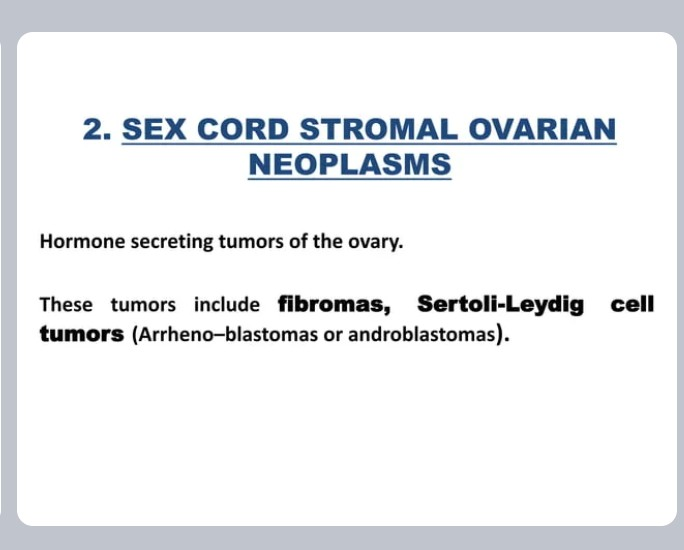 2. SEX CORD STROMAL OVARIAN
NEOPLASMS
Hormone secreting tumors of the ovary.
These tumors include fibromas, Sertoli-Leydig cell
tumors (Arrheno–blastomas or androblastomas).